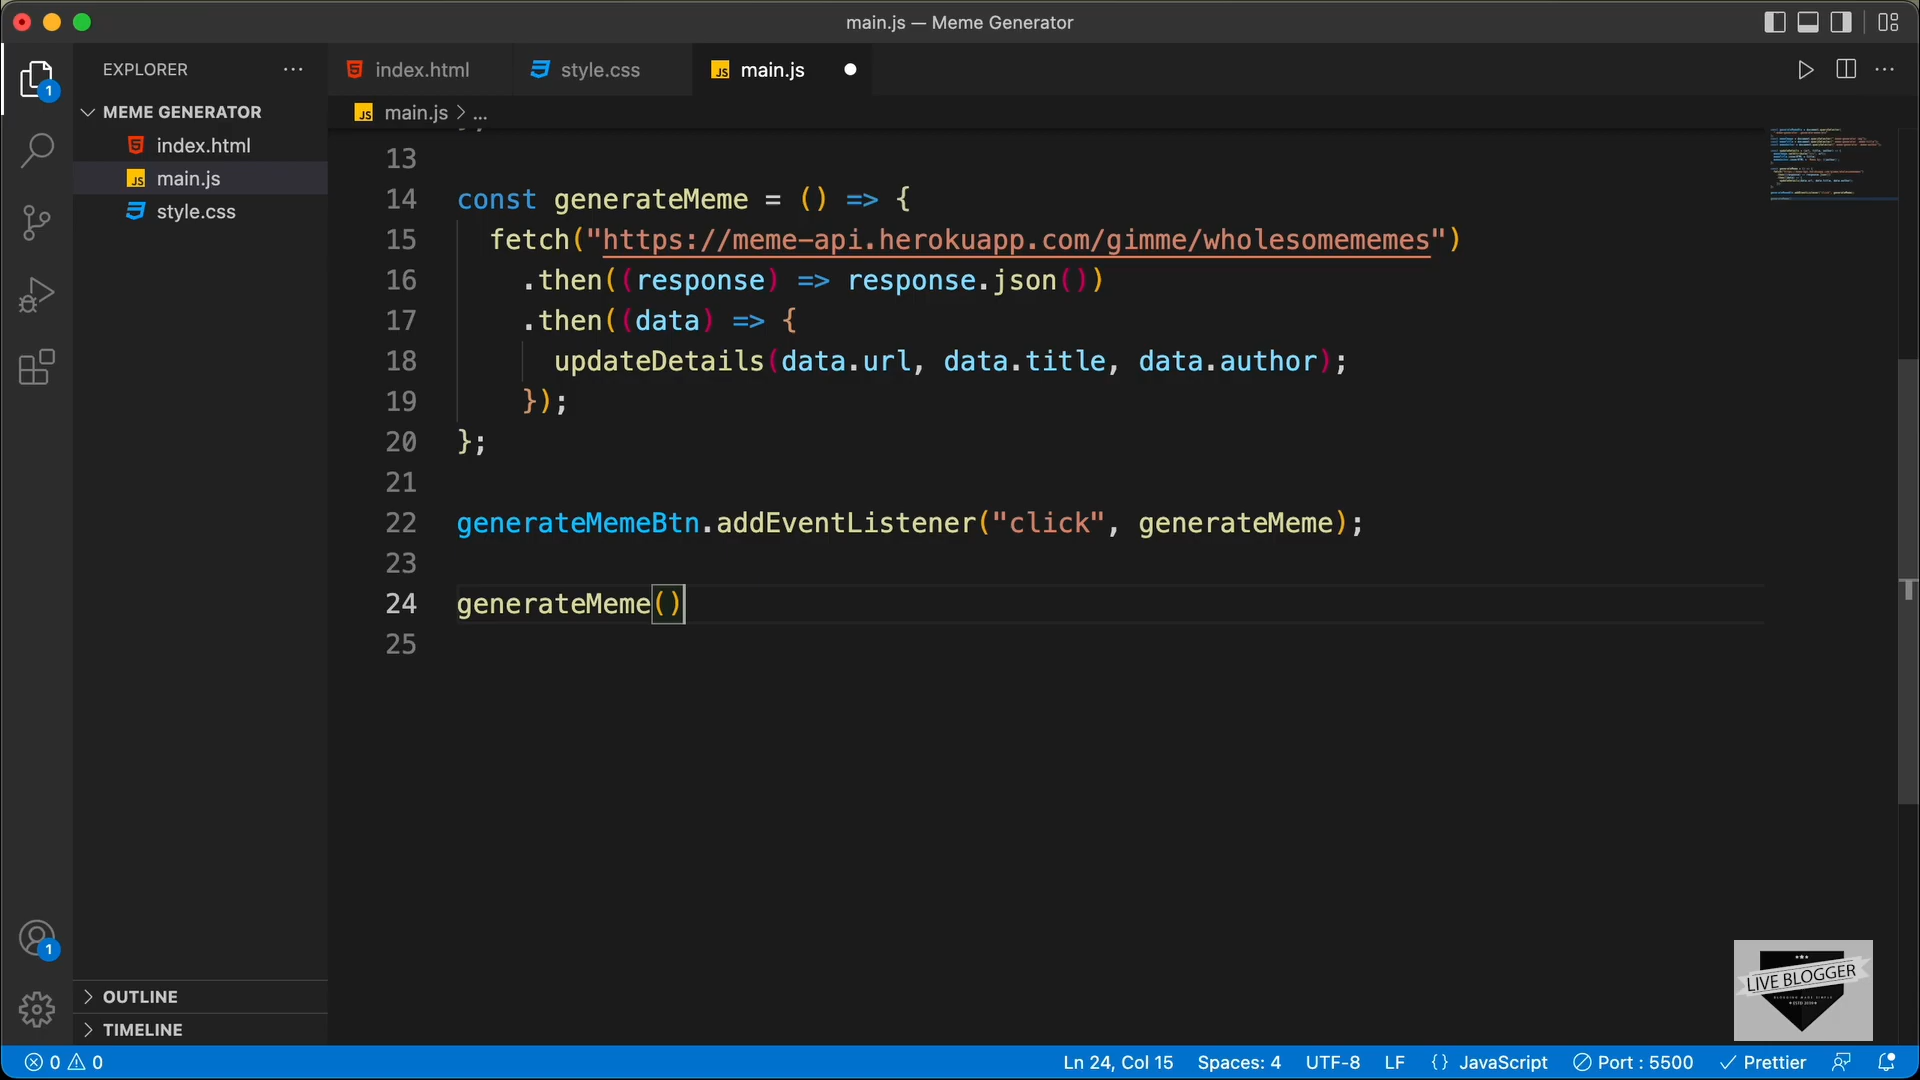 main.js — Meme Generator
EXPLORER
index.html
style.css
main.js
1
MEME GENERATOR
main.js > ...
index.html
main.js
style.css
13
14 const generateMeme = () => {
15 fetch("https://meme-api.herokuapp.com/gimme/wholesomememes")
16 .then((response) => response.json())
17 .then((data) => {
18 updateDetails(data.url, data.title, data.author);
19 });
20 };
21
22 generateMemeBtn.addEventListener("click", generateMeme);
23
24 generateMeme()
25
1
OUTLINE
TIMELINE
LIVE BLOGGER
0 0
Ln 24, Col 15 Spaces: 4 UTF-8 LF {} JavaScript Port : 5500 Prettier